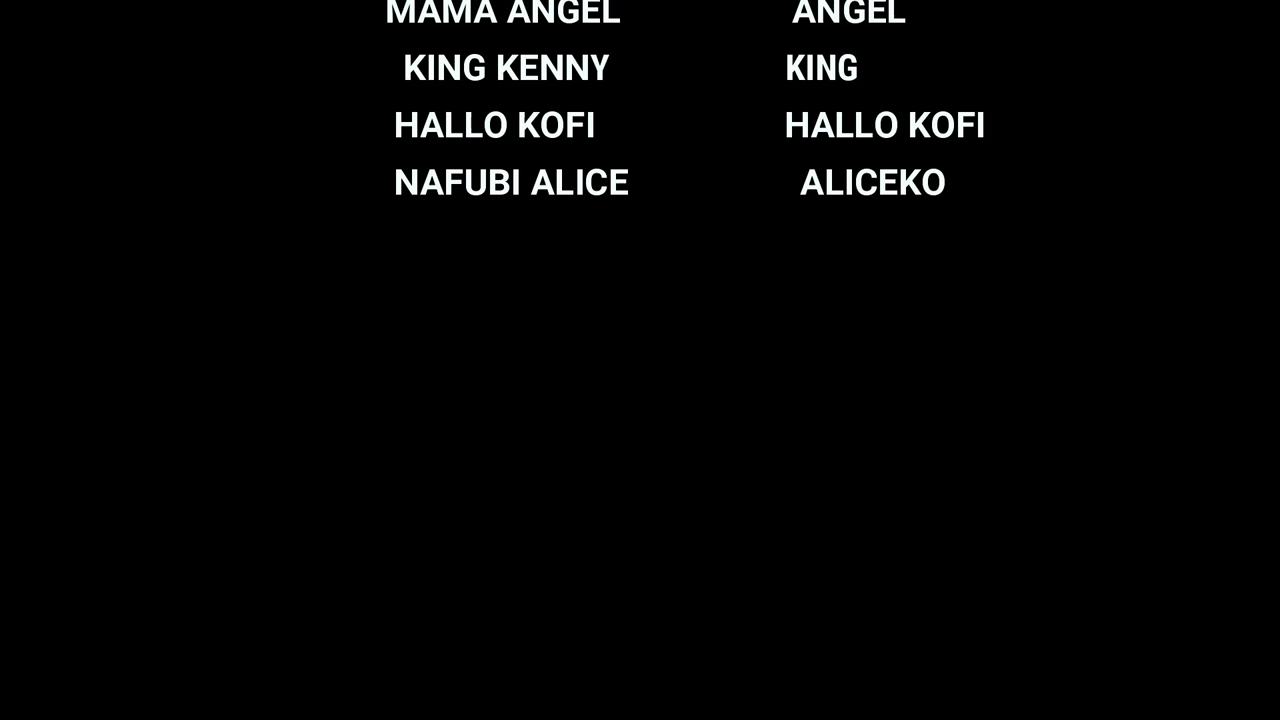 MAMA ANGEL ANGEL
KING KENNY KING
HALLO KOFI HALLO KOFI
NAFUBI ALICE ALICEKO